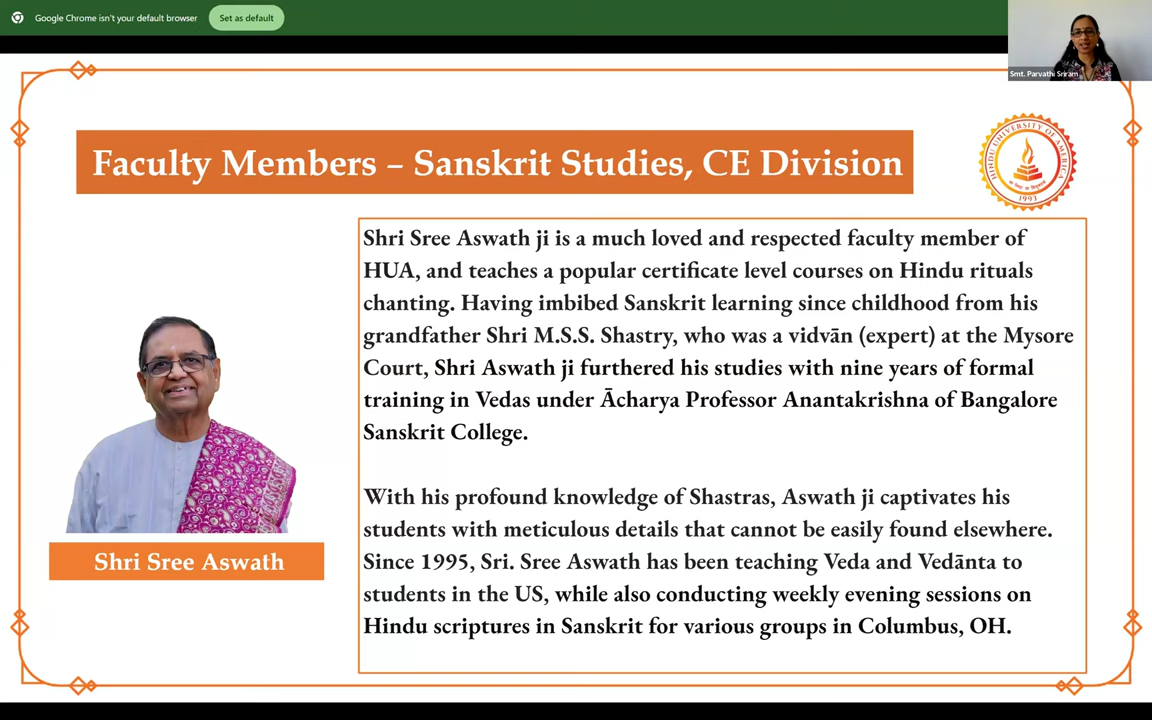 Google Chrome isn't your default browser
Set as default
Smt. Parvathi Sriram
Faculty Members – Sanskrit Studies, CE Division
HINDU UNIVERSITY OF AMERICA
1993
Shri Sree Aswath ji is a much loved and respected faculty member of
HUA, and teaches a popular certificate level courses on Hindu rituals
chanting. Having imbibed Sanskrit learning since childhood from his
grandfather Shri M.S.S. Shastry, who was a vidvān (expert) at the Mysore
Court, Shri Aswath ji furthered his studies with nine years of formal
training in Vedas under Ācharya Professor Anantakrishna of Bangalore
Sanskrit College.
With his profound knowledge of Shastras, Aswath ji captivates his
students with meticulous details that cannot be easily found elsewhere.
Since 1995, Sri. Sree Aswath has been teaching Veda and Vedānta to
students in the US, while also conducting weekly evening sessions on
Hindu scriptures in Sanskrit for various groups in Columbus, OH.
Shri Sree Aswath